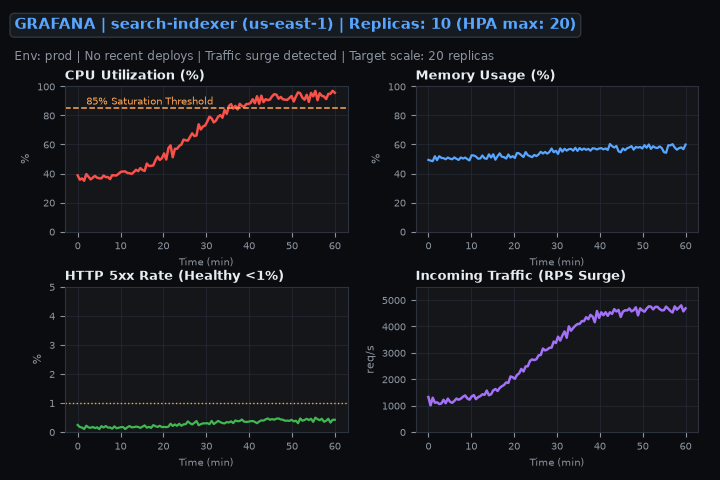 GRAFANA | search-indexer (us-east-1) | Replicas: 10 (HPA max: 20)
Env: prod | No recent deploys | Traffic surge detected | Target scale: 20 replicas
CPU Utilization (%)
100
80
60
40
20
0
%
85% Saturation Threshold
0 10 20 30 40 50 60
Time (min)
Memory Usage (%)
100
80
60
40
20
0
%
0 10 20 30 40 50 60
Time (min)
HTTP 5xx Rate (Healthy <1%)
5
4
3
2
1
0
%
0 10 20 30 40 50 60
Time (min)
Incoming Traffic (RPS Surge)
5000
4000
3000
2000
1000
0
req/s
0 10 20 30 40 50 60
Time (min)